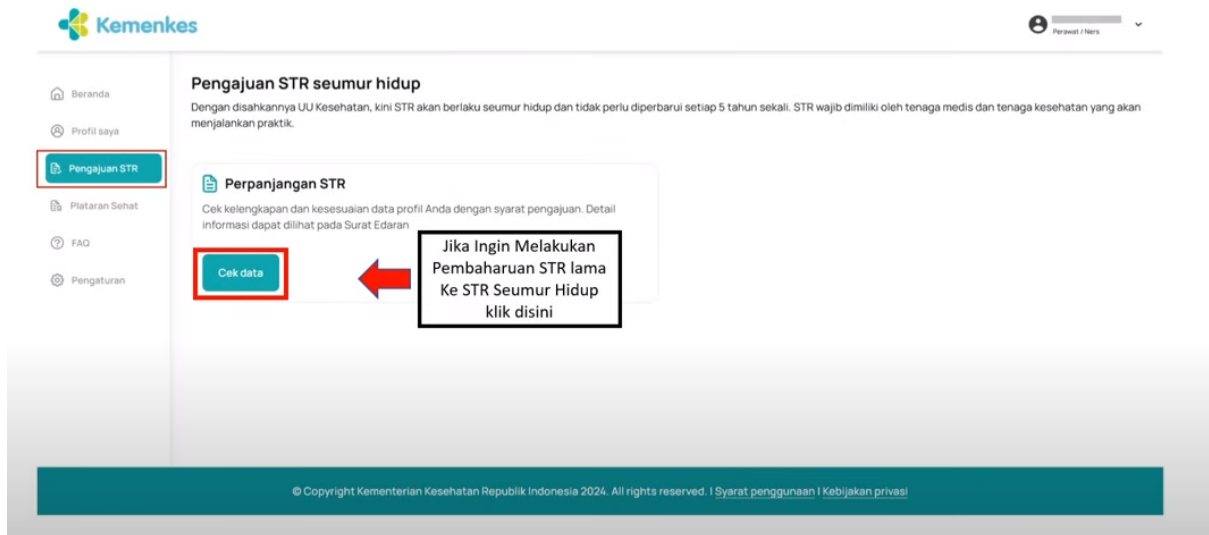 Kemenkes
Perawat / Ners
Beranda
Profil saya
Pengajuan STR
Plataran Sehat
FAQ
Pengaturan
Pengajuan STR seumur hidup
Dengan disahkannya UU Kesehatan, kini STR akan berlaku seumur hidup dan tidak perlu diperbarui setiap 5 tahun sekali. STR wajib dimiliki oleh tenaga medis dan tenaga kesehatan yang akan
menjalankan praktik.
Perpanjangan STR
Cek kelengkapan dan kesesuaian data profil Anda dengan syarat pengajuan. Detail
informasi dapat dilihat pada Surat Edaran
Cek data
Jika Ingin Melakukan
Pembaharuan STR lama
Ke STR Seumur Hidup
klik disini
© Copyright Kementerian Kesehatan Republik Indonesia 2024. All rights reserved. I Syarat penggunaan I Kebijakan privasi